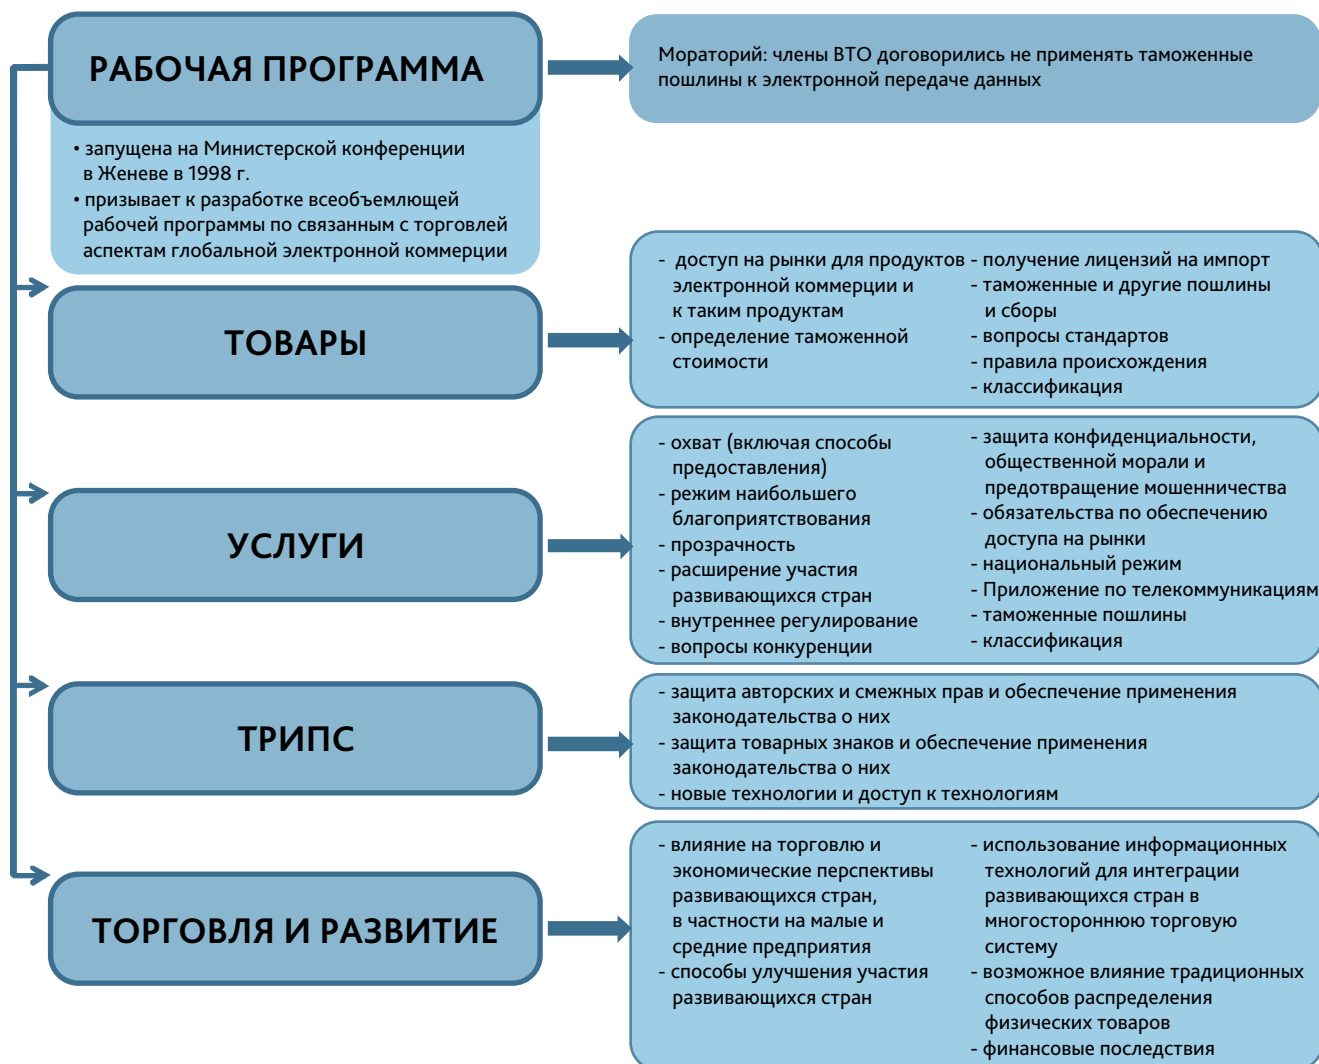 РАБОЧАЯ ПРОГРАММА
Мораторий: члены ВТО договорились не применять таможенные
пошлины к электронной передаче данных
• запущена на Министерской конференции
в Женеве в 1998 г.
• призывает к разработке всеобъемлющей
рабочей программы по связанным с торговлей
аспектам глобальной электронной коммерции
ТОВАРЫ
- доступ на рынки для продуктов
электронной коммерции и
к таким продуктам
- определение таможенной
стоимости
- получение лицензий на импорт
- таможенные и другие пошлины
и сборы
- вопросы стандартов
- правила происхождения
- классификация
УСЛУГИ
- охват (включая способы
предоставления)
- режим наибольшего
благоприятствования
- прозрачность
- расширение участия
развивающихся стран
- внутреннее регулирование
- вопросы конкуренции
- защита конфиденциальности,
общественной морали и
предотвращение мошенничества
- обязательства по обеспечению
доступа на рынки
- национальный режим
- Приложение по телекоммуникациям
- таможенные пошлины
- классификация
ТРИПС
- защита авторских и смежных прав и обеспечение применения
законодательства о них
- защита товарных знаков и обеспечение применения
законодательства о них
- новые технологии и доступ к технологиям
ТОРГОВЛЯ И РАЗВИТИЕ
- влияние на торговлю и
экономические перспективы
развивающихся стран,
в частности на малые и
средние предприятия
- способы улучшения участия
развивающихся стран
- использование информационных
технологий для интеграции
развивающихся стран в
многостороннюю торговую
систему
- возможное влияние традиционных
способов распределения
физических товаров
- финансовые последствия